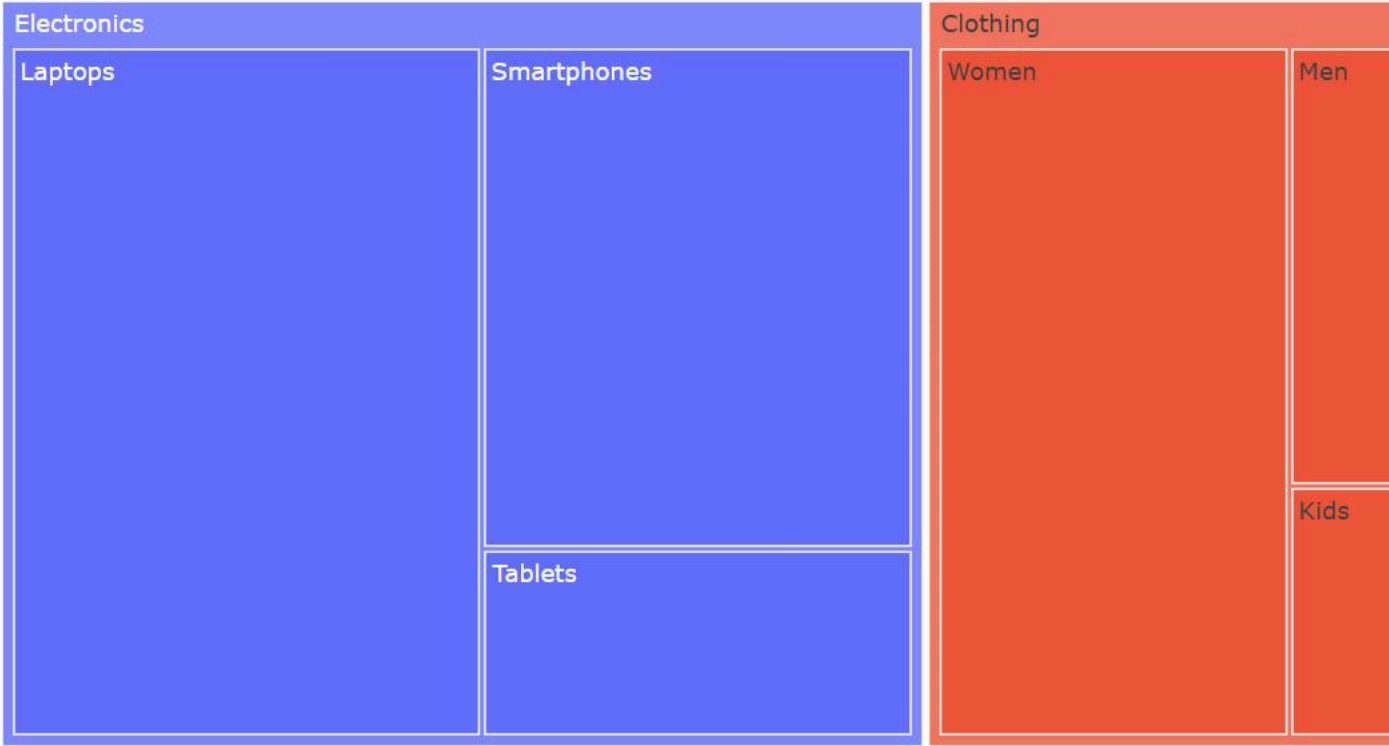 Electronics
Laptops
Smartphones
Tablets
Clothing
Women
Men
Kids